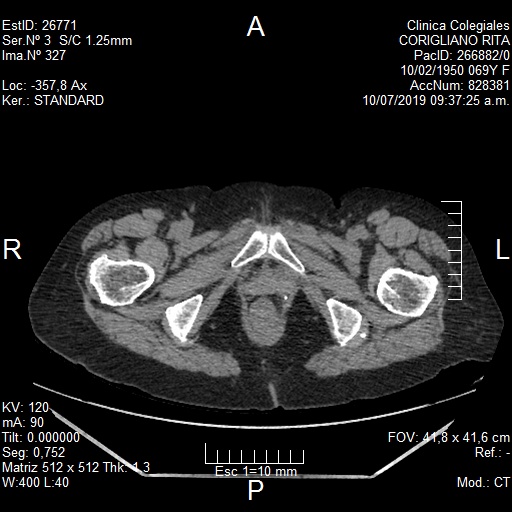 EstID: 26771
Ser.Nº 3 S/C 1.25mm
Ima.Nº 327
Loc: -357,8 Ax
Ker.: STANDARD
A
Clinica Colegiales
CORIGLIANO RITA
PacID: 266882/0
10/02/1950 069Y F
AccNum: 828381
10/07/2019 09:37:25 a.m.
R
L
KV: 120
mA: 90
Tilt: 0.000000
Seg: 0,752
Matriz 512 x 512 Thk: 1.3
W:400 L:40
Esc 1=10 mm
P
FOV: 41,8 x 41,6 cm
Ref.: -
Mod.: CT